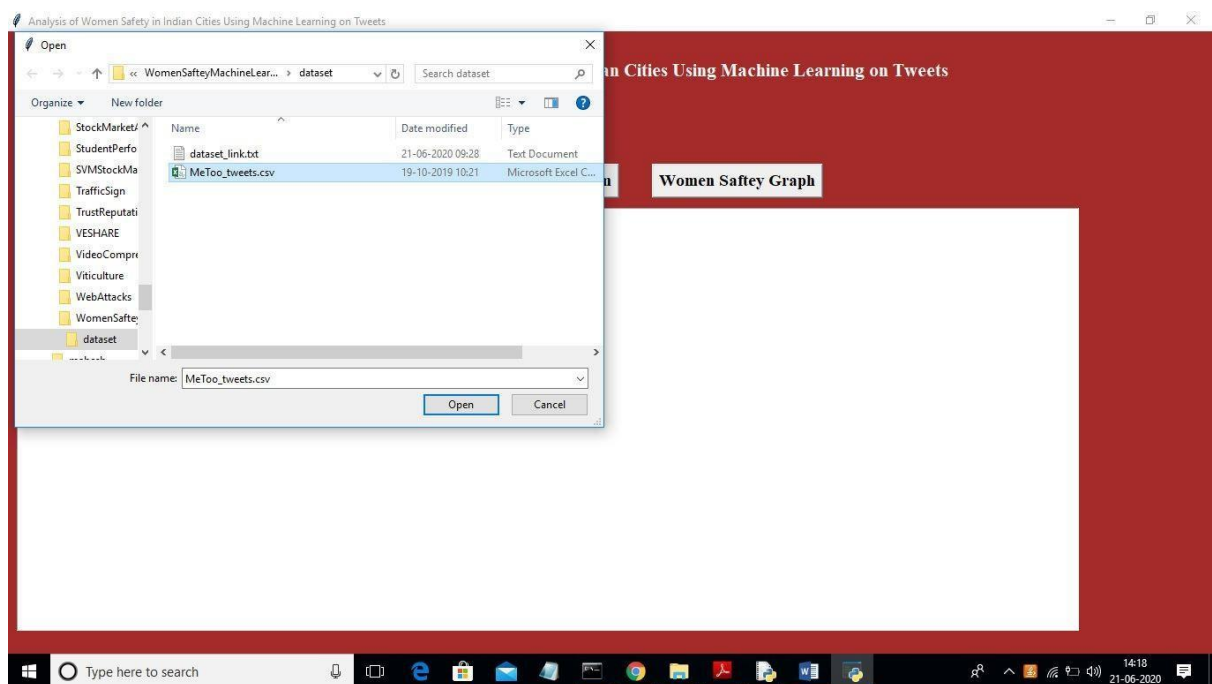 Analysis of Women Safety in Indian Cities Using Machine Learning on Tweets
Open
« WomenSafteyMachineLear... › dataset
Search dataset
an Cities Using Machine Learning on Tweets
Organize
New folder
StockMarketA
StudentPerfo
SVMStockMa
TrafficSign
TrustReputati
VESHARE
VideoCompre
Viticulture
WebAttacks
WomenSaftey
dataset
Name
Date modified
Type
dataset_link.txt
21-06-2020 09:28
Text Document
MeToo_tweets.csv
19-10-2019 10:21
Microsoft Excel C...
n
Women Saftey Graph
File name:
MeToo_tweets.csv
Open
Cancel
Type here to search
14:18
21-06-2020